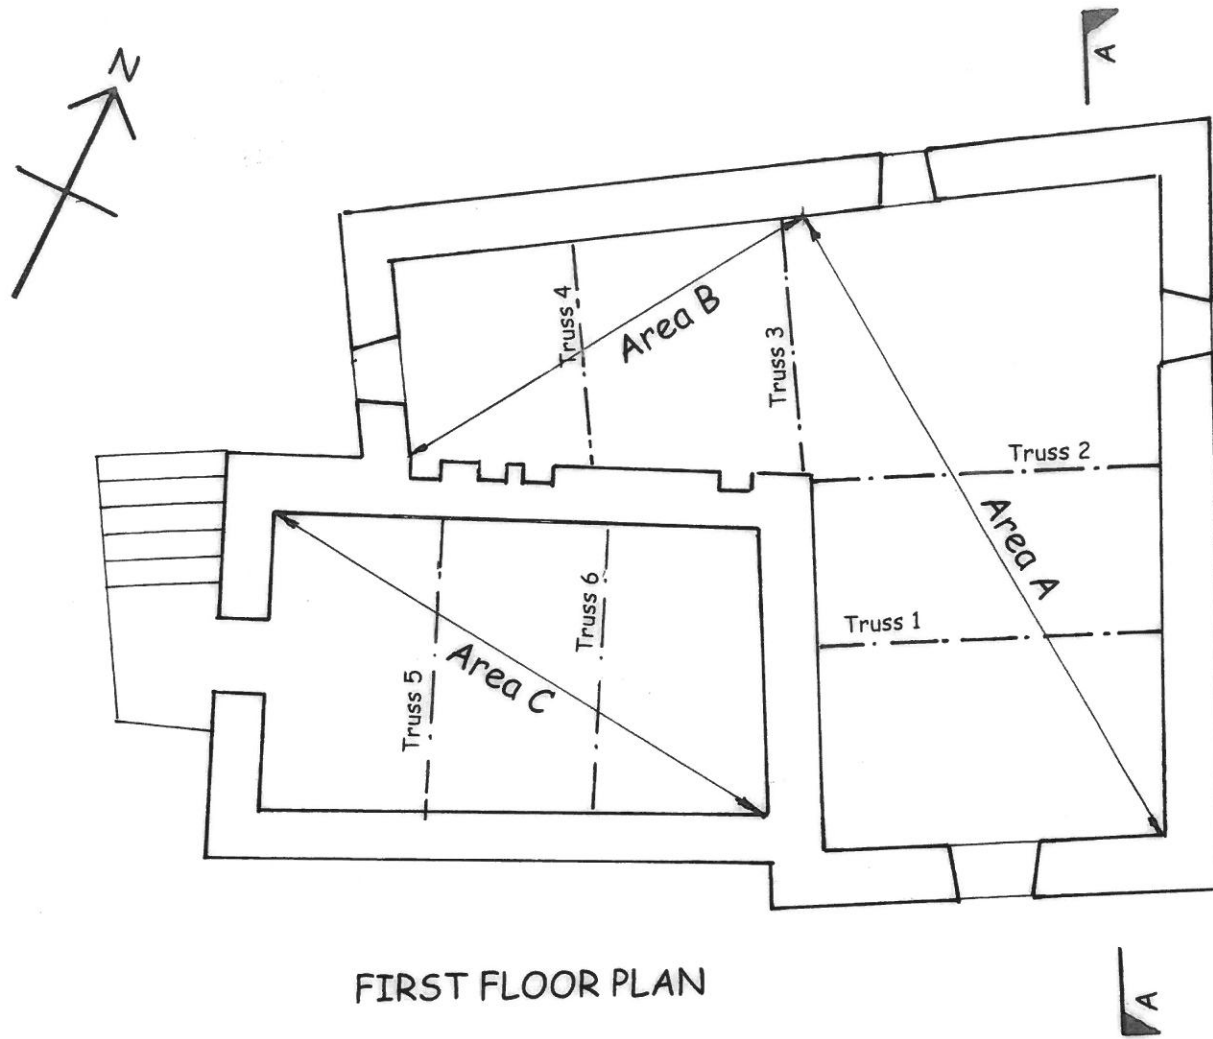 N
A
Truss 4
Area B
Truss 3
Truss 2
Area A
Truss 6
Truss 1
Area C
Truss 5
FIRST FLOOR PLAN
A